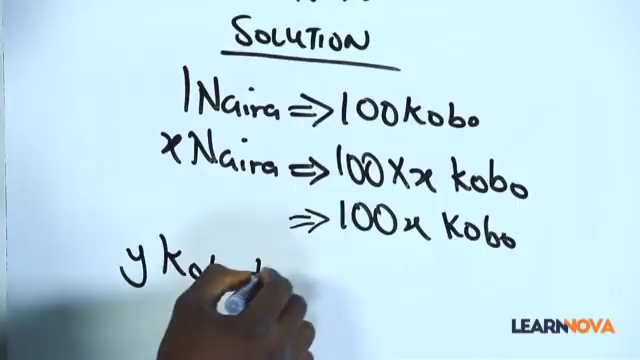 SOLUTION
1 Naira ⇒ 100 kobo
x Naira ⇒ 100 X x kobo
⇒ 100x kobo
y
LEARNNOVA